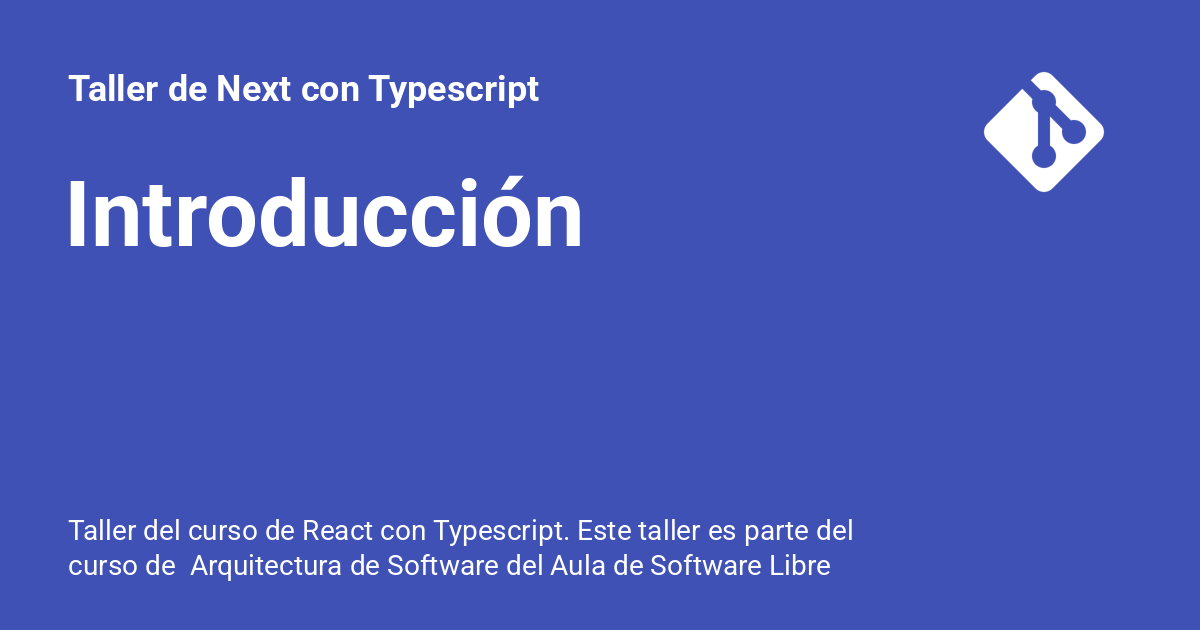 Taller de Next con Typescript
Introducción
Taller del curso de React con Typescript. Este taller es parte del
curso de  Arquitectura de Software del Aula de Software Libre